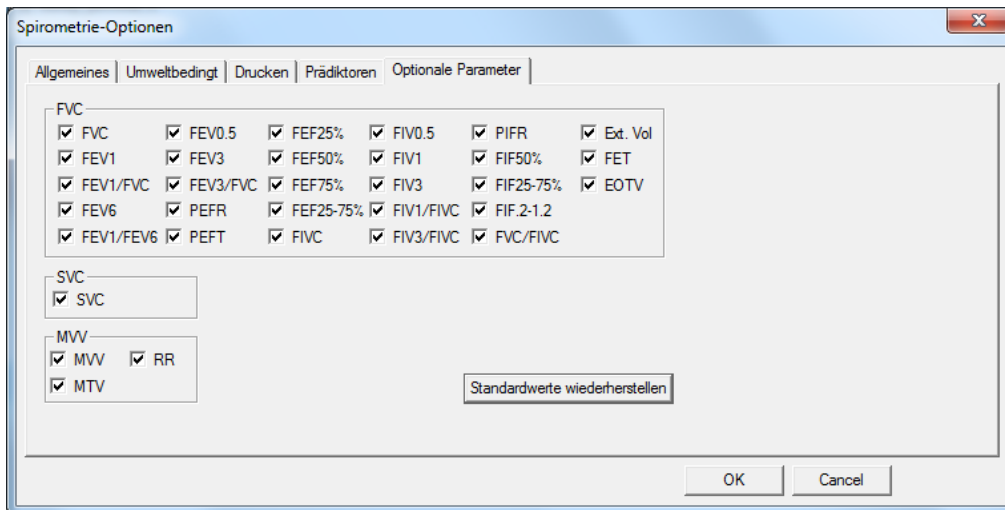 Spirometrie-Optionen
Allgemeines Umweltbedingt Drucken Prädiktoren Optionale Parameter
FVC
FVC FEV0.5 FEF25% FIV0.5 PIFR Ext. Vol
FEV1 FEV3 FEF50% FIV1 FIF50% FET
FEV1/FVC FEV3/FVC FEF75% FIV3 FIF25-75% EOTV
FEV6 PEFR FEF25-75% FIV1/FIVC FIF.2-1.2
FEV1/FEV6 PEFT FIVC FIV3/FIVC FVC/FIVC
SVC
SVC
MVV
MVV RR
MTV
Standardwerte wiederherstellen
OK Cancel